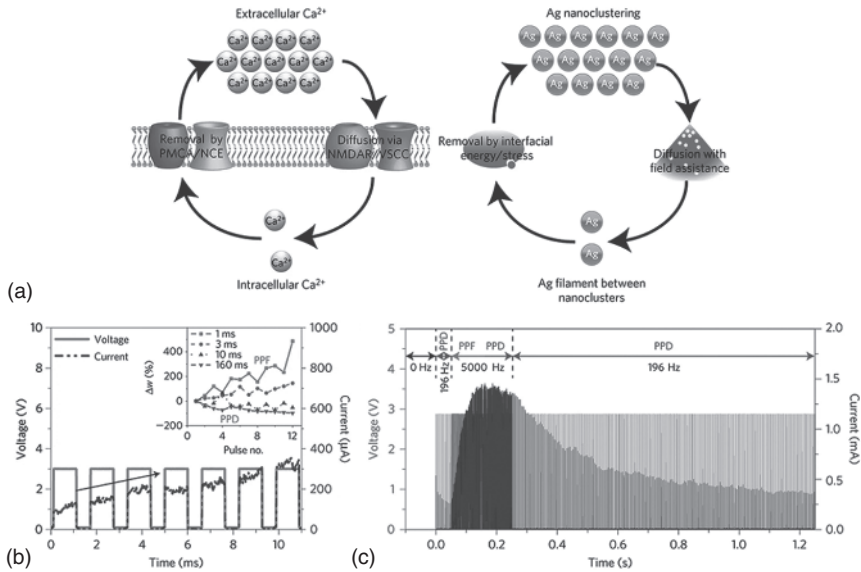 Extracellular Ca²⁺
Ca²⁺ Ca²⁺ Ca²⁺ Ca²⁺
Ca²⁺ Ca²⁺ Ca²⁺ Ca²⁺ Ca²⁺
Ca²⁺ Ca²⁺ Ca²⁺ Ca²⁺
Removal by
PMCA/NCE
Diffusion via
NMDAR/VSCC
Ca²⁺
Ca²⁺
Intracellular Ca²⁺
Ag nanoclustering
Ag Ag Ag Ag Ag Ag
Ag Ag Ag Ag Ag
Ag Ag Ag Ag
Removal by interfacial
energy/stress
Diffusion with
field assistance
Ag
Ag
Ag filament between
nanoclusters
(a)
10
8
6
4
2
0
Voltage (V)
Voltage
Current
1 ms
3 ms
10 ms
160 ms
PPF
PPD
400
200
0
−200
Δw (%)
0 4 8 12
Pulse no.
1000
800
600
400
200
0
Current (μA)
0 2 4 6 8 10
Time (ms)
(b)
5
4
3
2
1
0
Voltage (V)
PPD
PPF PPD
PPD
0 Hz
196 Hz
5000 Hz
196 Hz
2.0
1.5
1.0
0.5
0.0
Current (mA)
0.0 0.2 0.4 0.6 0.8 1.0 1.2
Time (s)
(c)